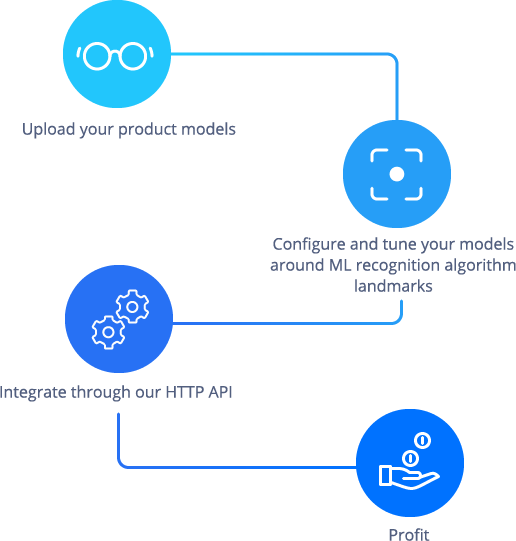 Upload your product models
Configure and tune your models
around ML recognition algorithm
landmarks
Integrate through our HTTP API
Profit